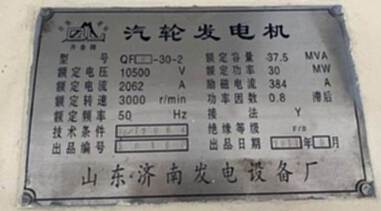 汽轮发电机
型号 QF -30-2 额定容量 37.5 MVA
额定电压 10500 V 额定功率 30 MW
额定电流 2062 A 励磁电流 384 A
额定转速 3000 r/min 功率因数 0.8 滞后
额定频率 50 Hz 接法 Y
技术条件 绝缘等级 F/B
出品编号 出品日期 年 月
山东济南发电设备厂